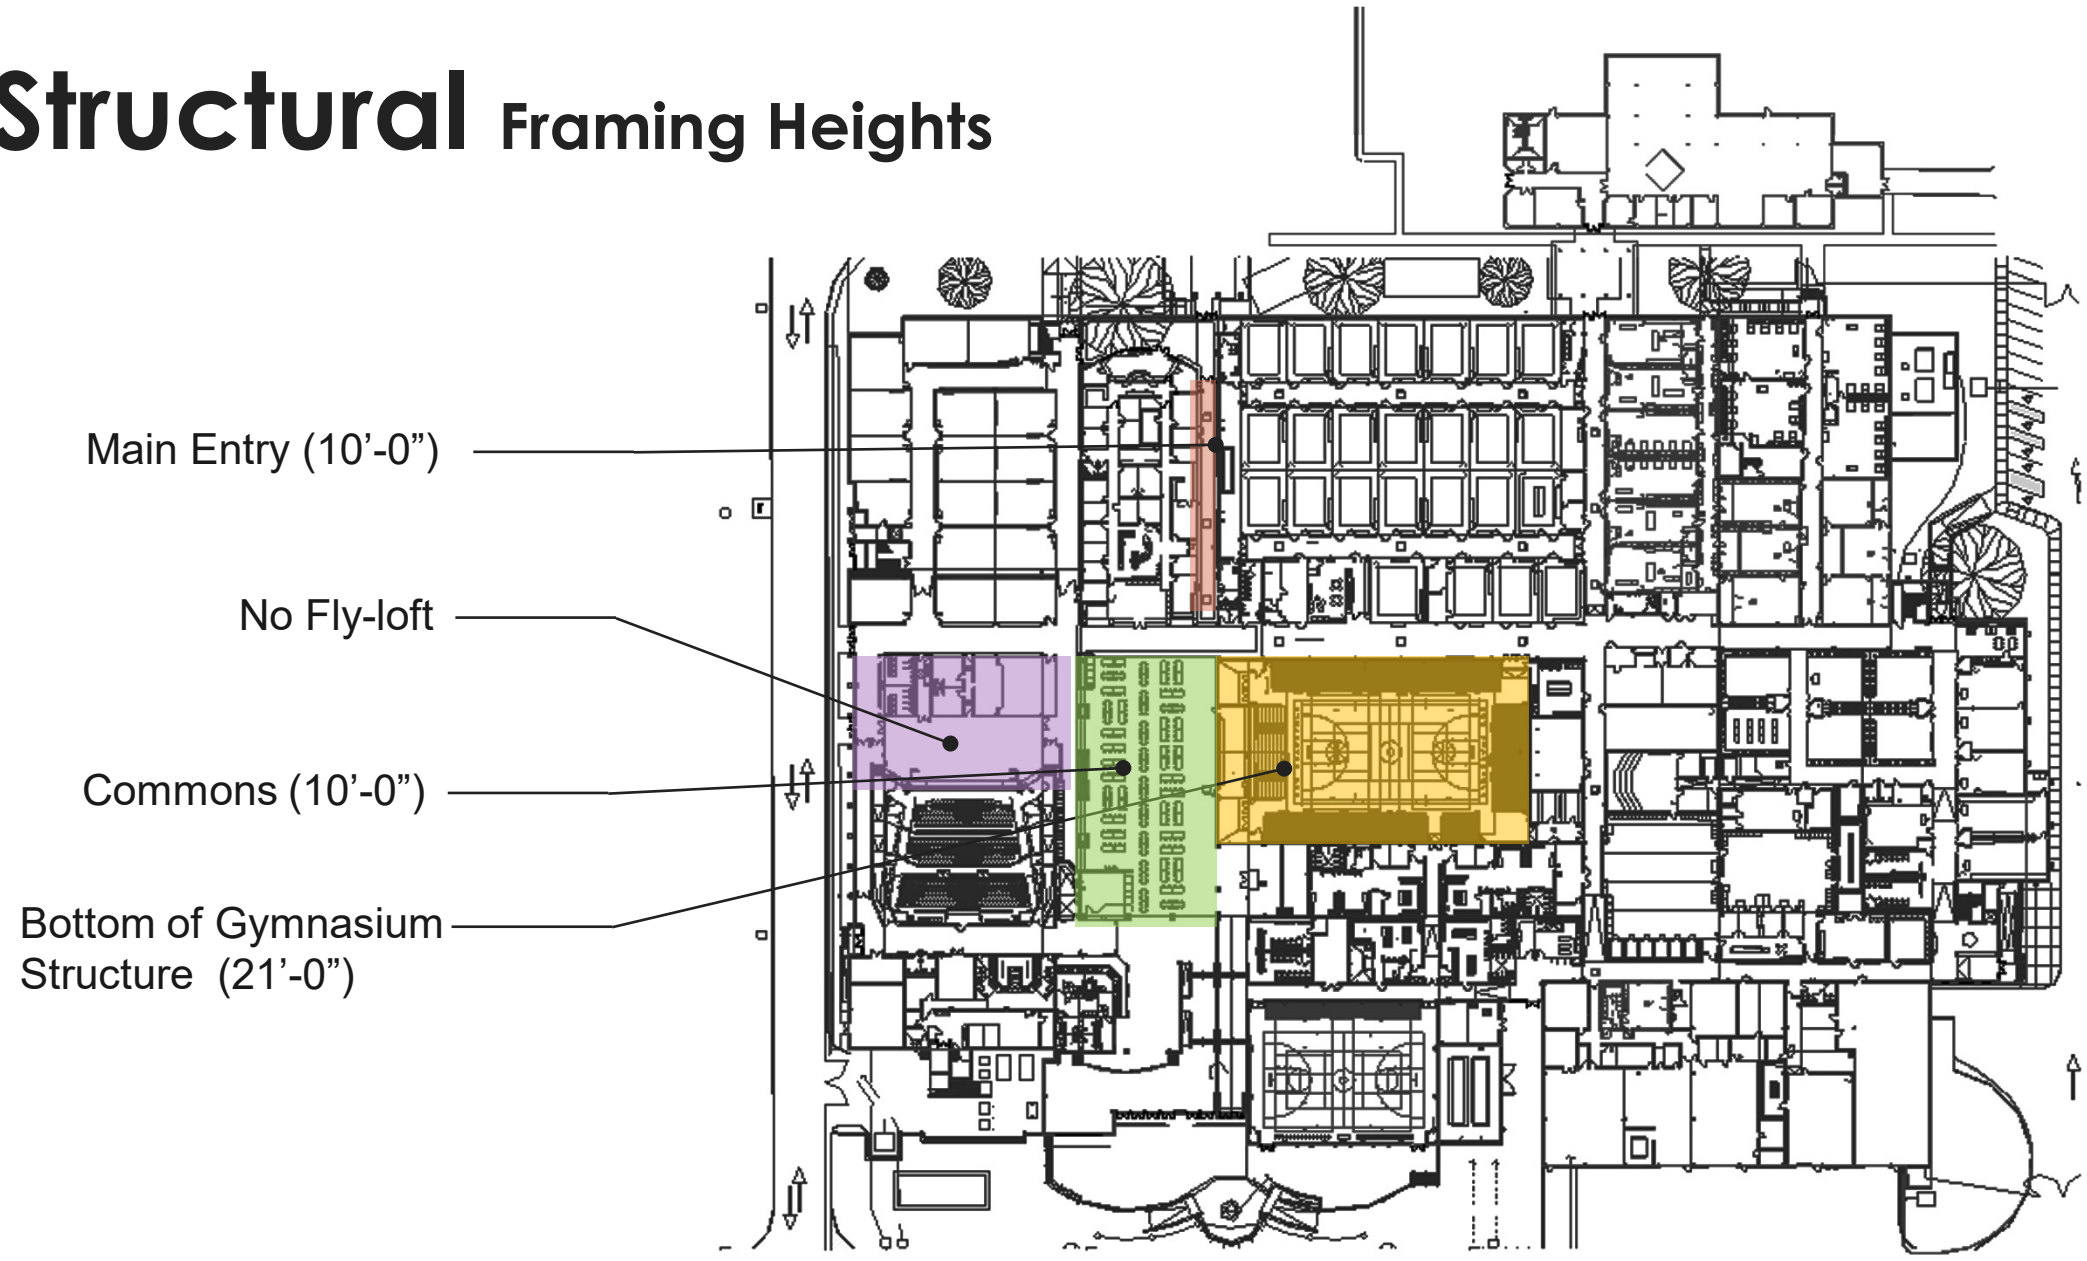 Structural Framing Heights
Main Entry (10’-0”)
No Fly-loft
Commons (10’-0”)
Bottom of Gymnasium
Structure (21’-0”)